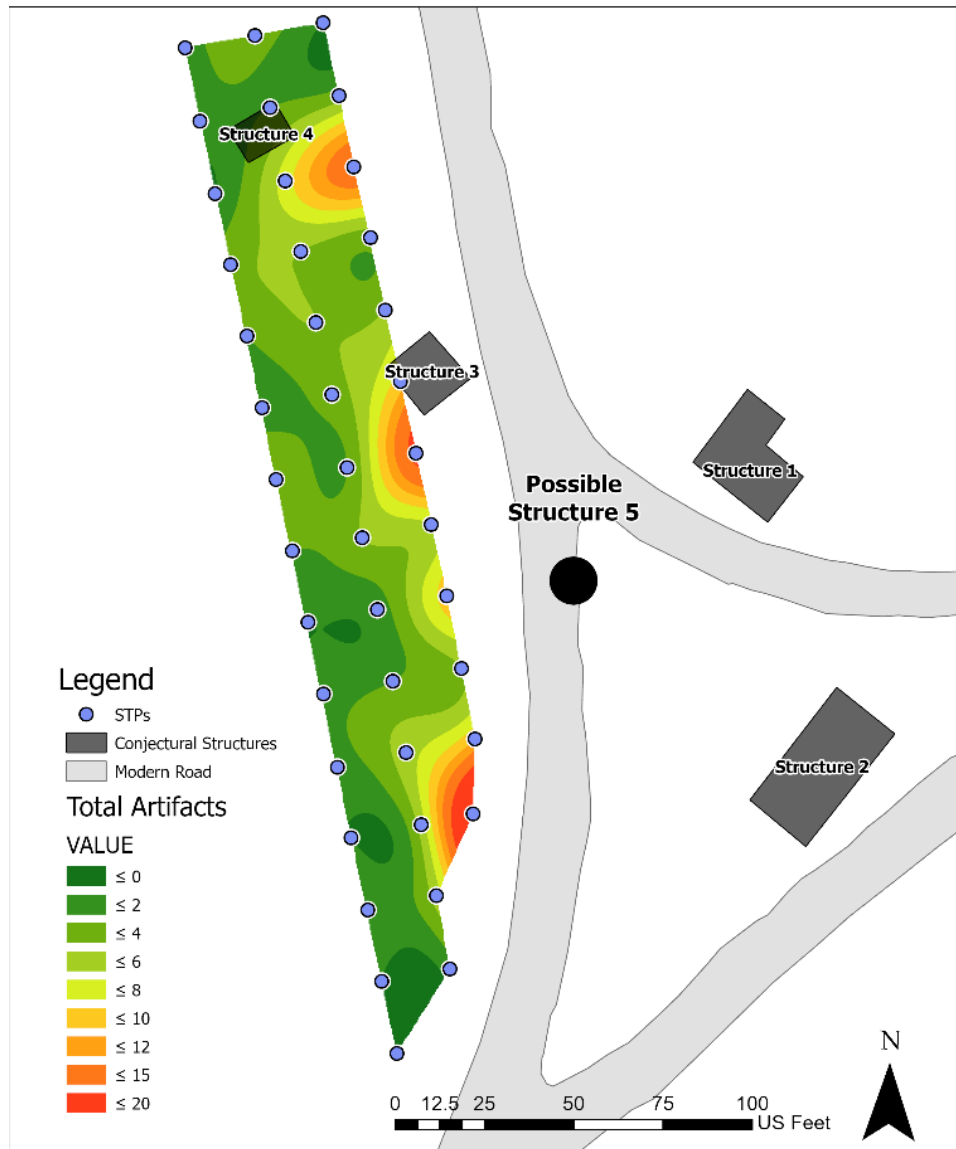 Structure 4
Structure 3
Structure 1
Possible
Structure 5
Structure 2
Legend
STPs
Conjectural Structures
Modern Road
Total Artifacts
VALUE
≤ 0
≤ 2
≤ 4
≤ 6
≤ 8
≤ 10
≤ 12
≤ 15
≤ 20
N
0 12.5 25 50 75 100
US Feet